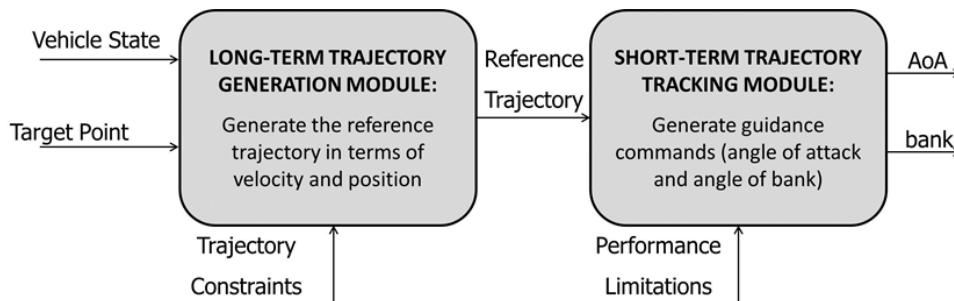 Vehicle State
Target Point
LONG-TERM TRAJECTORY
GENERATION MODULE:
Generate the reference
trajectory in terms of
velocity and position
Trajectory
Constraints
Reference
Trajectory
SHORT-TERM TRAJECTORY
TRACKING MODULE:
Generate guidance
commands (angle of attack
and angle of bank)
Performance
Limitations
AoA
bank